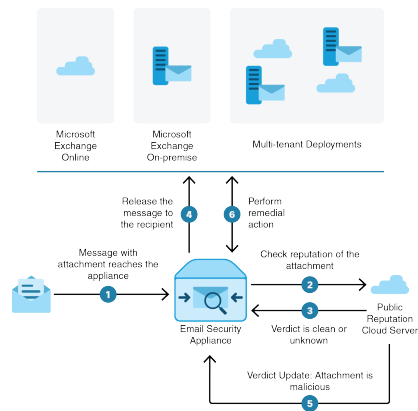 Microsoft
Exchange
Online
Microsoft
Exchange
On-premise
Multi-tenant Deployments
Release the
message to
the recipient
4
6
Perform
remedial
action
Message with
attachment reaches the
appliance
1
Check reputation of the
attachment
2
3
Verdict is clean or
unknown
Email Security
Appliance
Public
Reputation
Cloud Server
Verdict Update: Attachment is
malicious
5